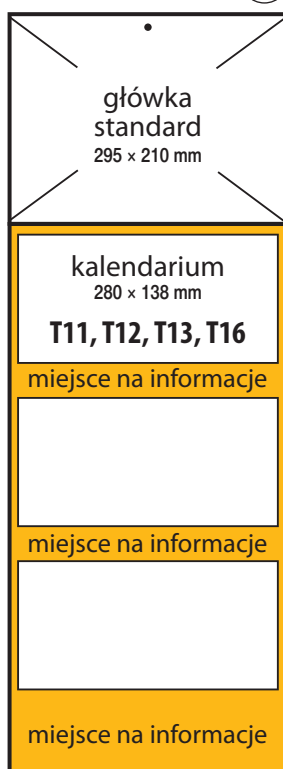 główka
standard
295 × 210 mm
kalendarium
280 × 138 mm
T11, T12, T13, T16
miejsce na informacje
miejsce na informacje
miejsce na informacje